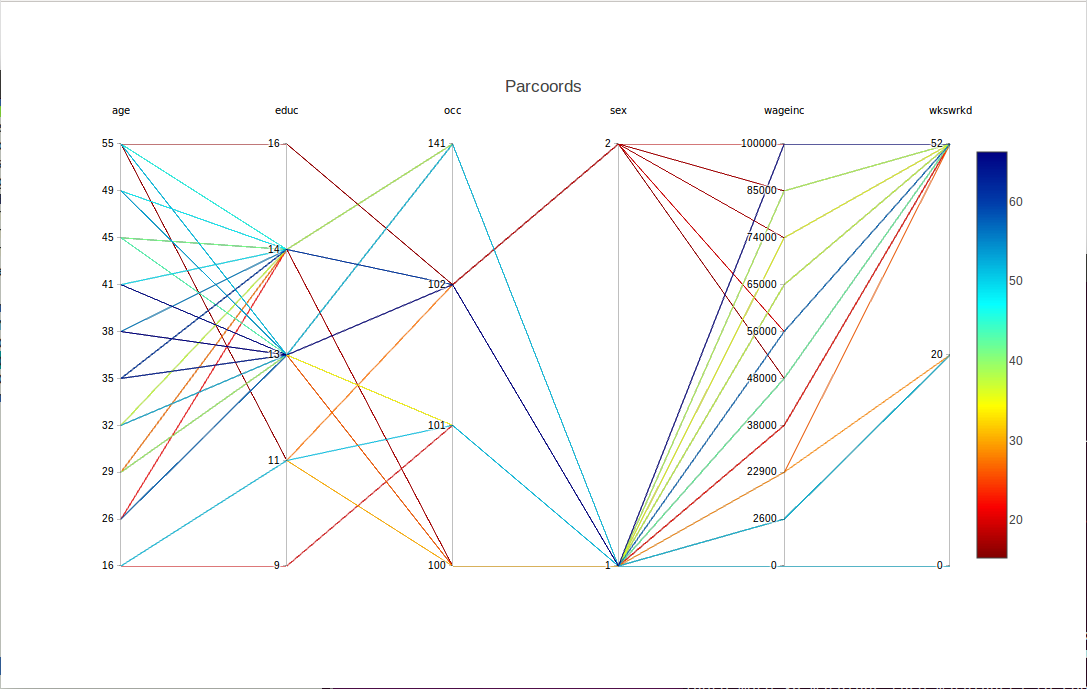 Parcoords
age educ occ sex wageinc wkswrkd
55 16 141 2 100000 52
49 85000 60
45 14 74000
41 102 65000 50
38 56000
35 13 48000 20 40
32 101 38000
29 11 22900 30
26 2600 20
16 9 100 1 0 0